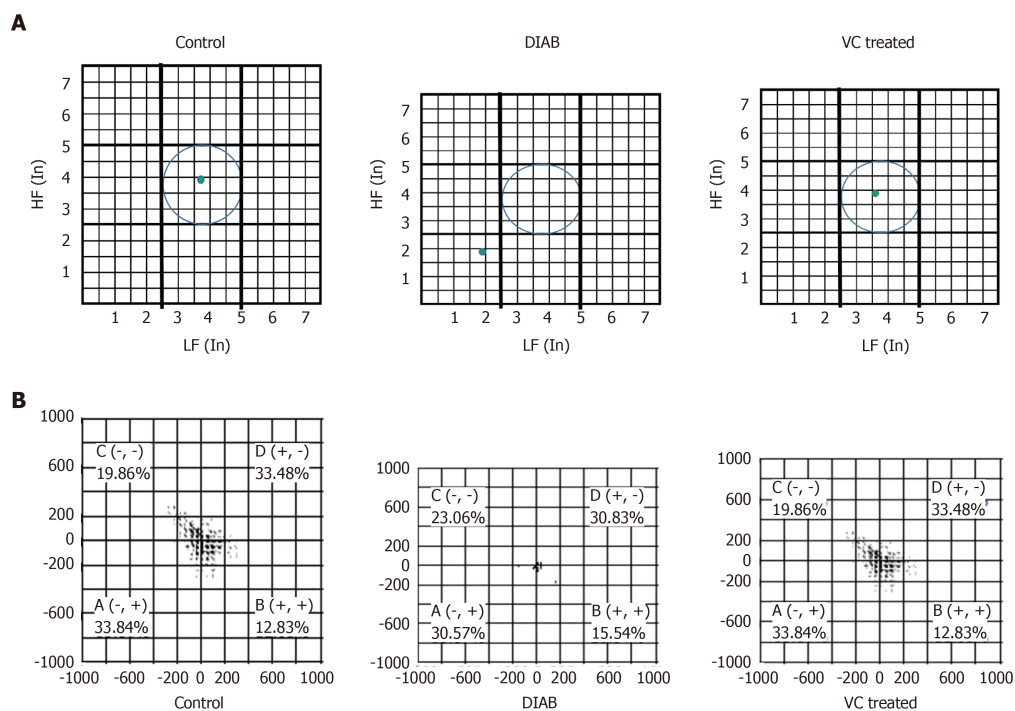 A
Control
DIAB
VC treated
7
6
5
4
3
2
1
HF (In)
1 2 3 4 5 6 7
LF (In)
7
6
5
4
3
2
1
HF (In)
1 2 3 4 5 6 7
LF (In)
7
6
5
4
3
2
1
HF (In)
1 2 3 4 5 6 7
LF (In)
B
1000
600
200
0
-200
-600
-1000
C (-, -)
19.86%
D (+, -)
33.48%
A (-, +)
33.84%
B (+, +)
12.83%
-1000 -600 -200 0 200 600 1000
Control
1000
600
200
0
-200
-600
-1000
C (-, -)
23.06%
D (+, -)
30.83%
A (-, +)
30.57%
B (+, +)
15.54%
-1000 -600 -200 0 200 600 1000
DIAB
1000
600
200
0
-200
-600
-1000
C (-, -)
19.86%
D (+, -)
33.48%
A (-, +)
33.84%
B (+, +)
12.83%
-1000 -600 -200 0 200 600 1000
VC treated